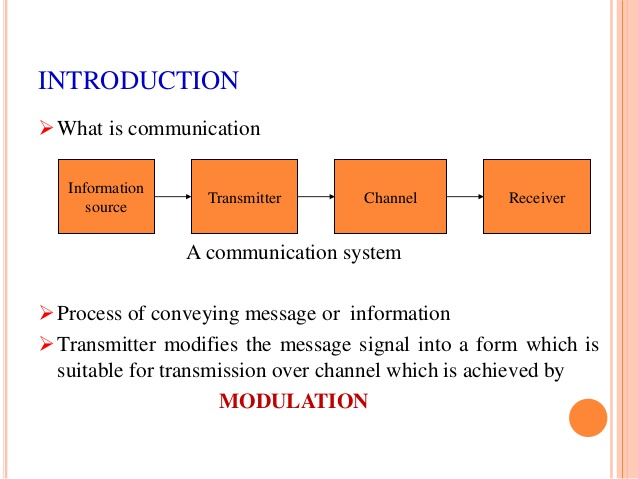 INTRODUCTION
What is communication
Information
source
Transmitter
Channel
Receiver
A communication system
Process of conveying message or information
Transmitter modifies the message signal into a form which is
suitable for transmission over channel which is achieved by
MODULATION